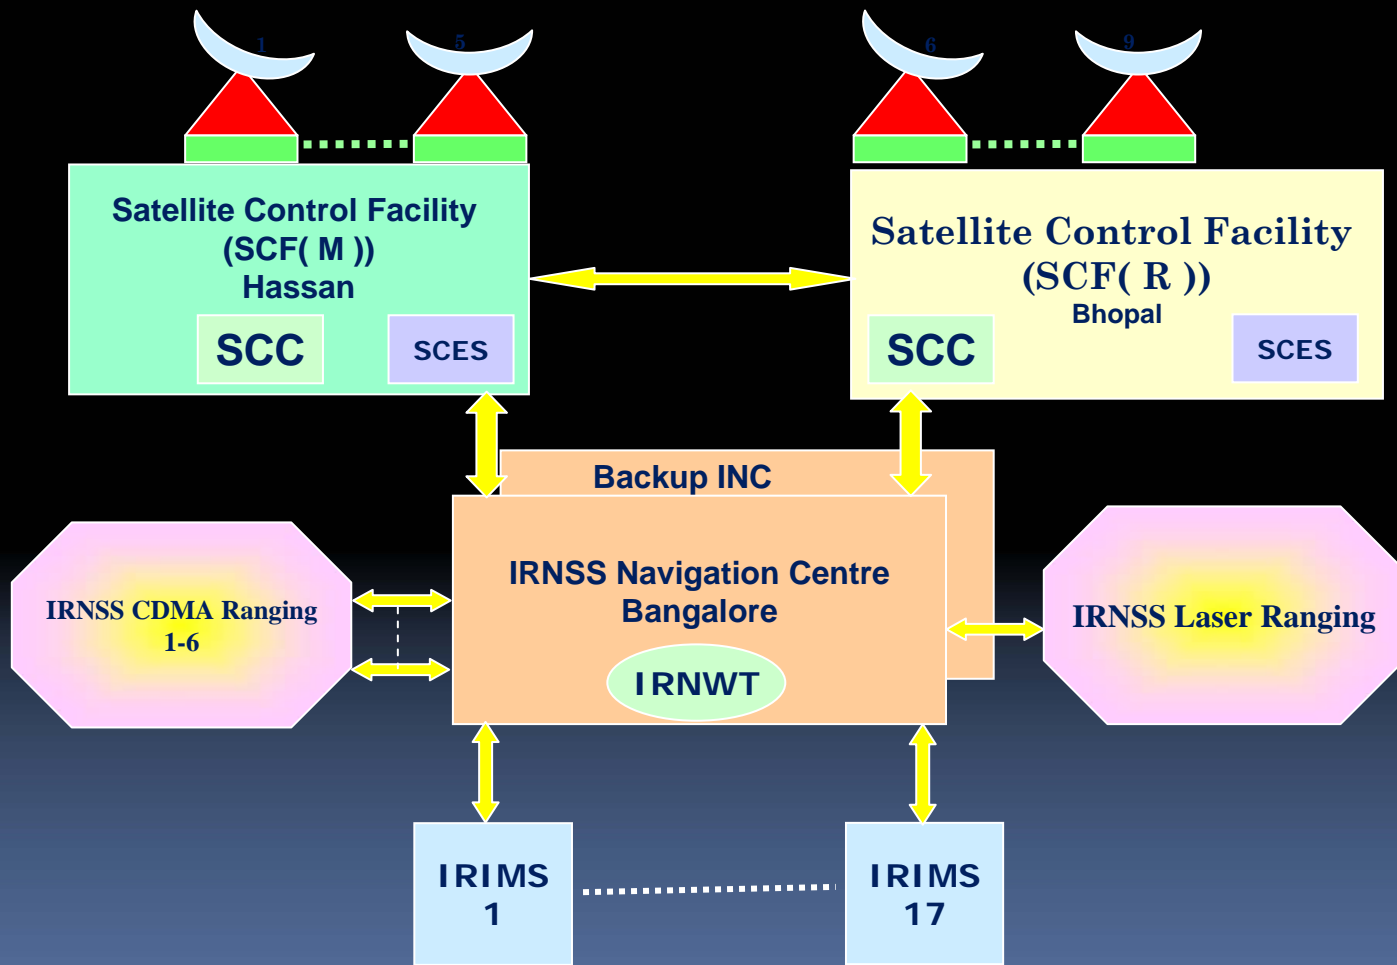 1
5
6
9
Satellite Control Facility
(SCF( M ))
Hassan
SCC
SCES
Satellite Control Facility
(SCF( R ))
Bhopal
SCC
SCES
Backup INC
IRNSS Navigation Centre
Bangalore
IRNWT
IRNSS CDMA Ranging
1-6
IRNSS Laser Ranging
IRIMS
1
IRIMS
17